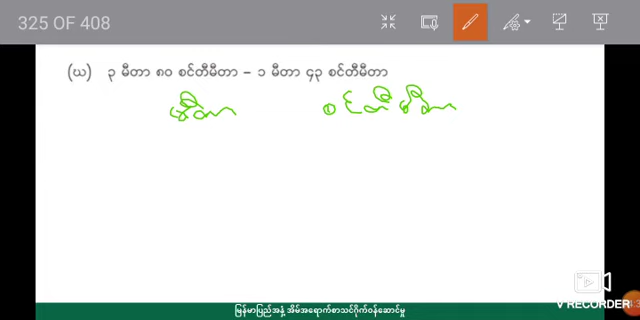 325 OF 408
(ဃ) ၃ မီတာ ၈၀ စင်တီမီတာ – ၁ မီတာ ၄၃ စင်တီမီတာ
မီတာ စင်တီမီတာ
V RECORDER
မြန်မာပြည်အနှံ့ အိမ်အရောက်စာသင်ဝိုက်ဝန်ဆောင်မှု